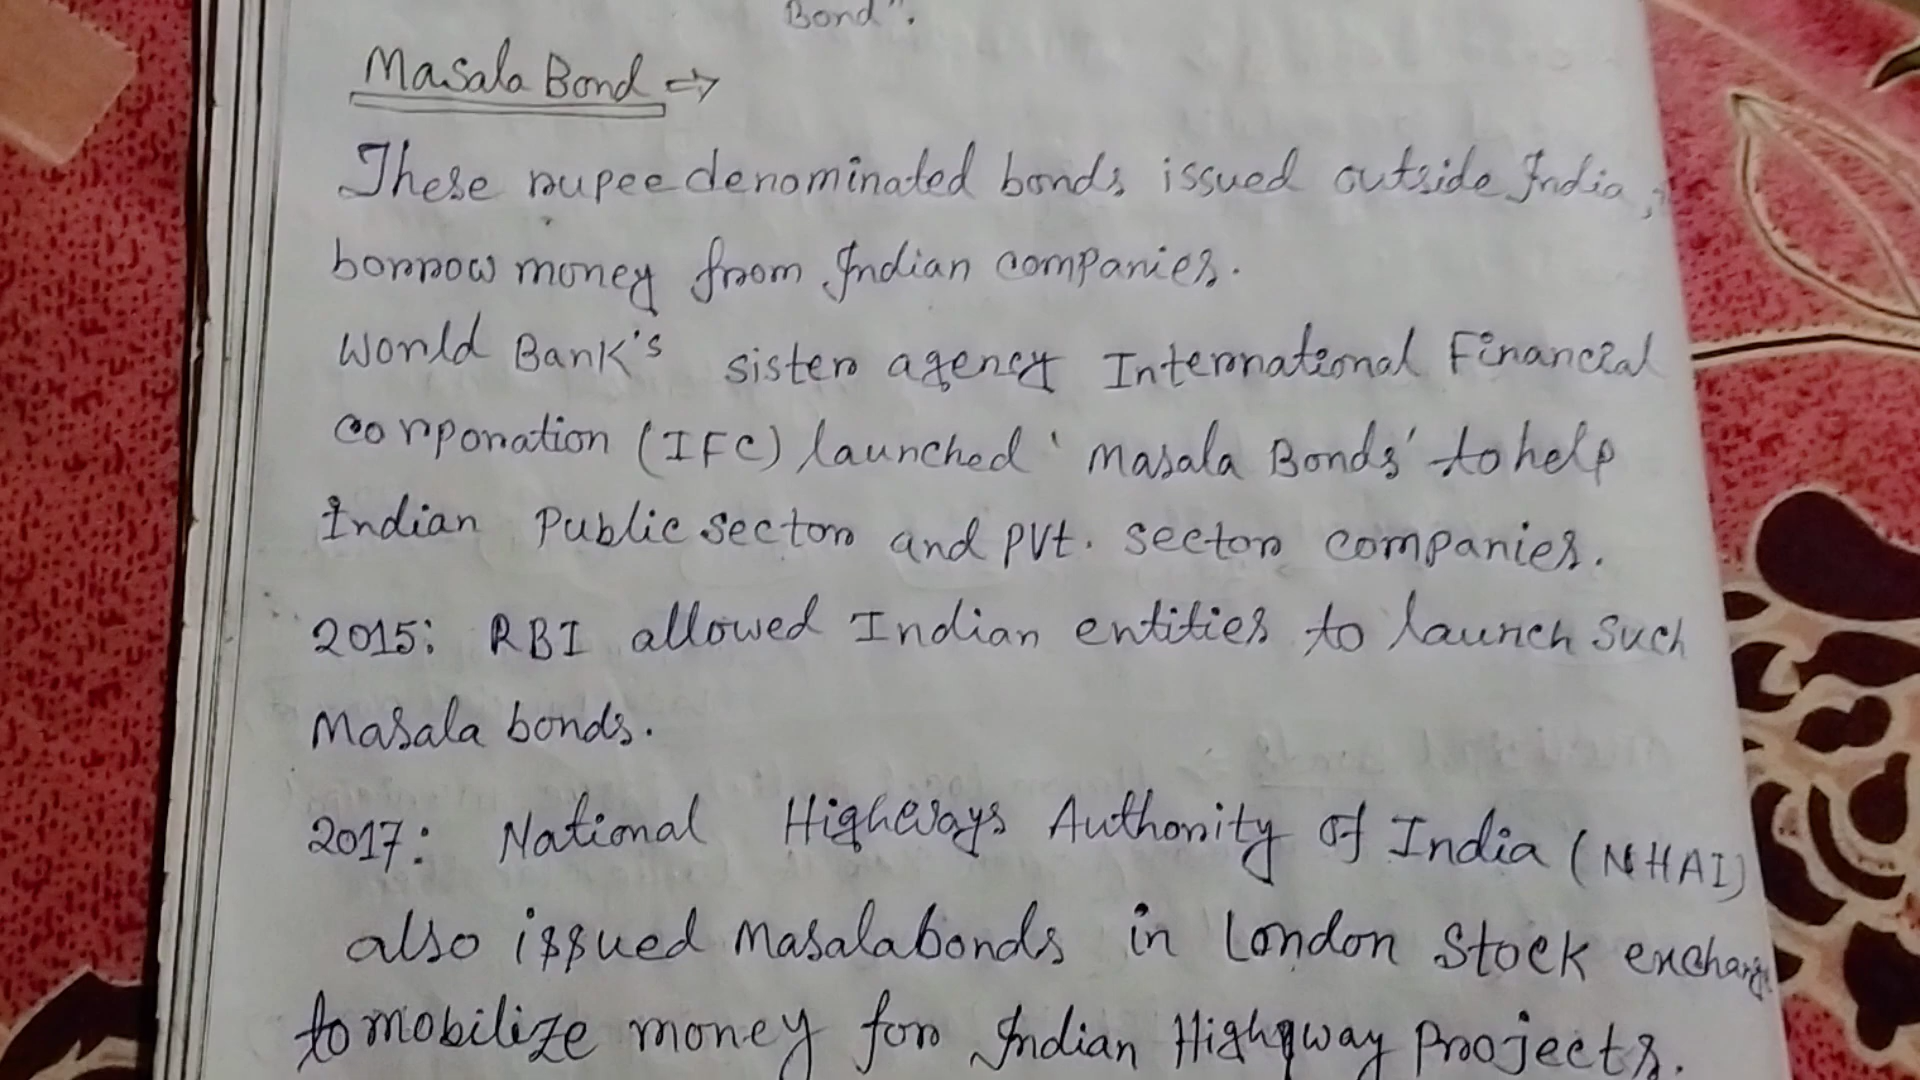 Bond".
Masala Bond ⇒
These rupee denominated bonds issued outside India,
borrow money from Indian companies.
World Bank's sister agency International Financial
corporation (IFC) launched 'Masala Bonds' to help
Indian Public sector and pvt. sector companies.
2015: RBI allowed Indian entities to launch such
Masala bonds.
2017: National Highways Authority of India (NHAI)
also issued Masala bonds in London Stock exchange
to mobilize money for Indian Highqway Projects.